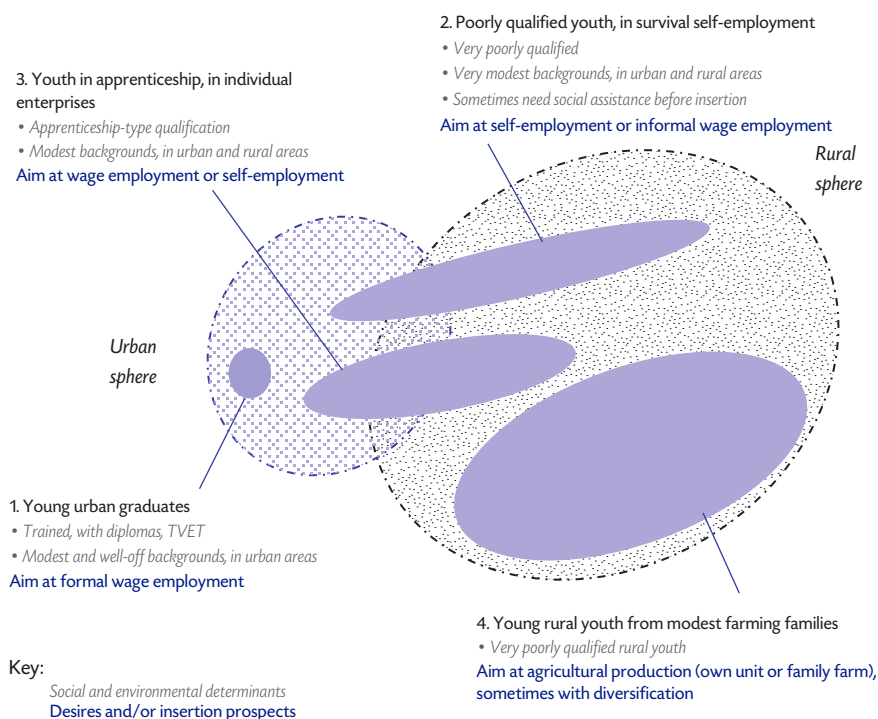 2. Poorly qualified youth, in survival self-employment
• Very poorly qualified
• Very modest backgrounds, in urban and rural areas
• Sometimes need social assistance before insertion
Aim at self-employment or informal wage employment
3. Youth in apprenticeship, in individual
enterprises
• Apprenticeship-type qualification
• Modest backgrounds, in urban and rural areas
Aim at wage employment or self-employment
Rural
sphere
Urban
sphere
1. Young urban graduates
• Trained, with diplomas, TVET
• Modest and well-off backgrounds, in urban areas
Aim at formal wage employment
4. Young rural youth from modest farming families
• Very poorly qualified rural youth
Aim at agricultural production (own unit or family farm),
sometimes with diversification
Key:
Social and environmental determinants
Desires and/or insertion prospects